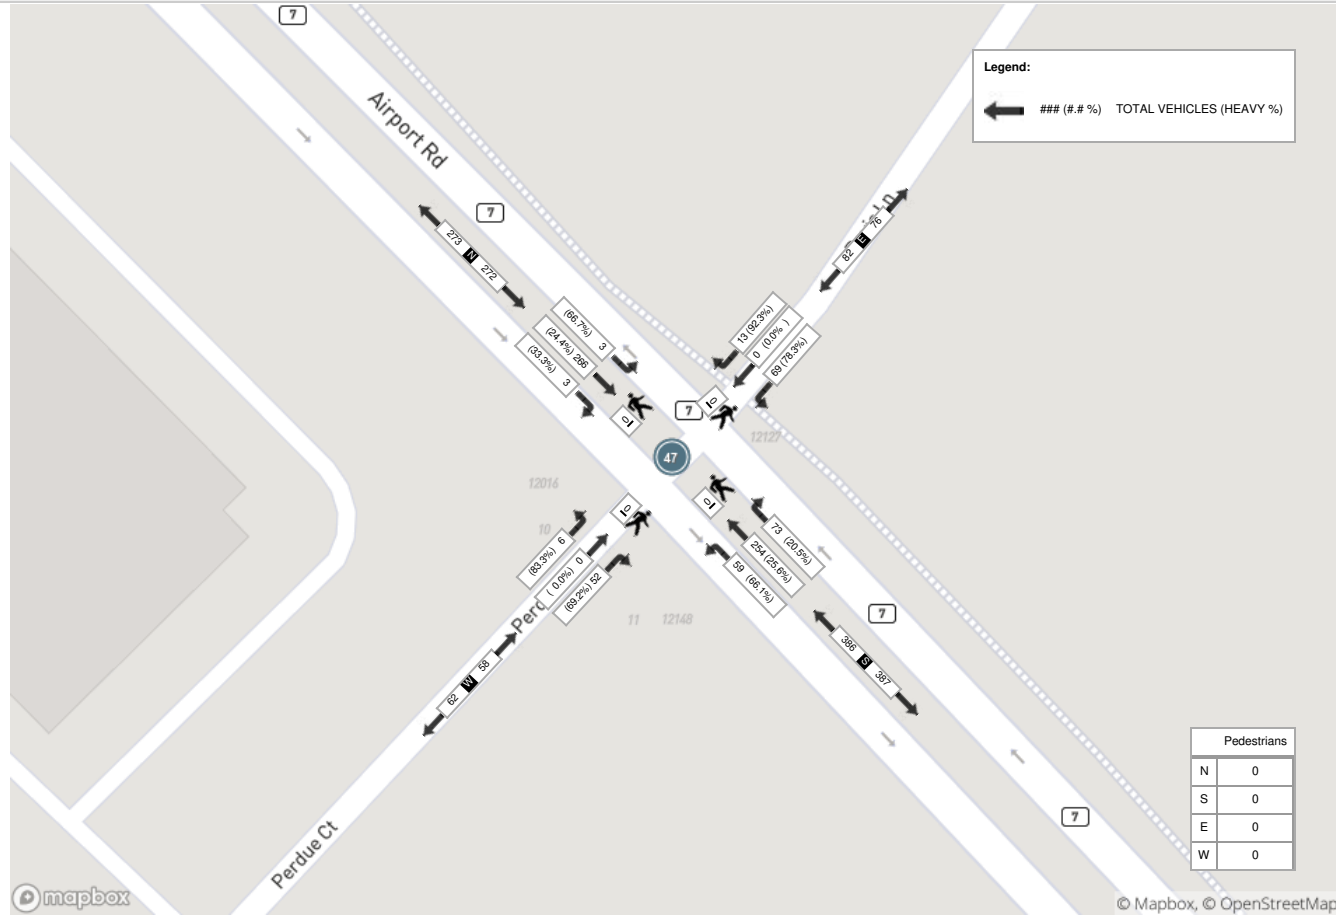 7
Airport Rd
Legend:
### (#.# %) TOTAL VEHICLES (HEAVY %)
7
273 N 272
82 E 76
(66.7%) 3
(24.4%) 266
(33.3%) 3
13 (92.3%)
0 (0.0% )
69 (78.3%)
0
0
7
12127
47
12016
10
0
0
(83.3%) 6
( 0.0%) 0
(69.2%) 52
73 (20.5%)
254 (25.6%)
59 (66.1%)
11
12148
7
62 W 58
386 S 387
Pedestrians
N 0
S 0
E 0
W 0
7
Perdue Ct
mapbox
© Mapbox, © OpenStreetMap